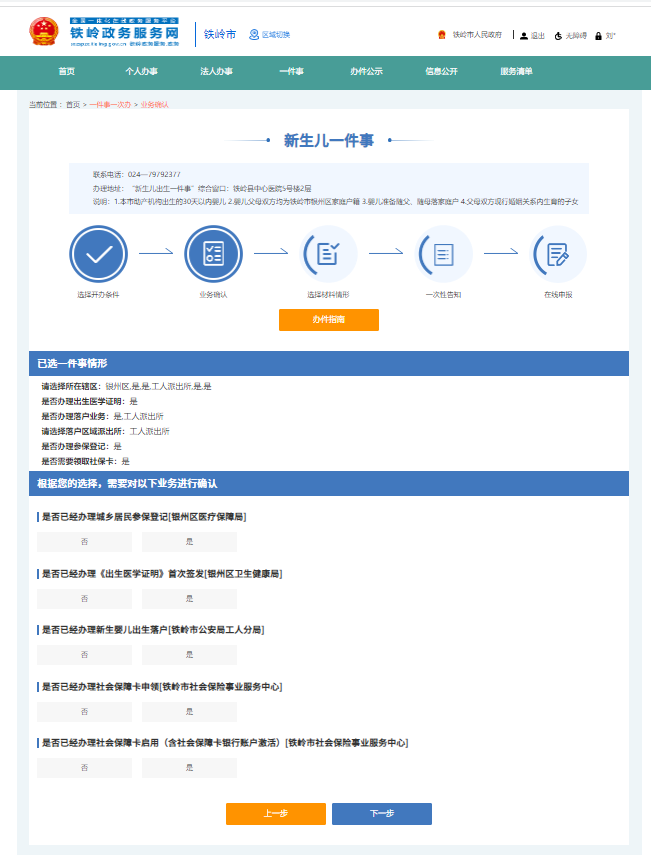 全国一体化在线政务服务平台
铁岭政务服务网
铁岭市
区域切换
铁岭市人民政府
退出
无障碍
刘*
首页
个人办事
法人办事
一件事
办件公示
信息公开
服务清单
当前位置：首页 > 一件事一次办 > 业务确认
新生儿一件事
联系电话：024—79792377
办理地址："新生儿出生一件事"综合窗口：铁岭县中心医院5号楼2层
说明：1.本市助产机构出生的30天以内婴儿 2.婴儿父母双方均为铁岭市银州区家庭户籍 3.婴儿准备随父、随母落家庭户 4.父母双方现行婚姻关系内生育的子女
选择开办条件
业务确认
选择材料情形
一次性告知
在线申报
办件指南
已选一件事情形
请选择所在辖区：银州区,是,是,工人派出所,是,是
是否办理出生医学证明：是
是否办理落户业务：是,工人派出所
请选择落户区域派出所：工人派出所
是否办理参保登记：是
是否需要领取社保卡：是
根据您的选择，需要对以下业务进行确认
是否已经办理城乡居民参保登记[银州区医疗保障局]
否
是
是否已经办理《出生医学证明》首次签发[银州区卫生健康局]
否
是
是否已经办理新生婴儿出生落户[铁岭市公安局工人分局]
否
是
是否已经办理社会保障卡申领[铁岭市社会保险事业服务中心]
否
是
是否已经办理社会保障卡启用（含社会保障卡银行账户激活）[铁岭市社会保险事业服务中心]
否
是
上一步
下一步